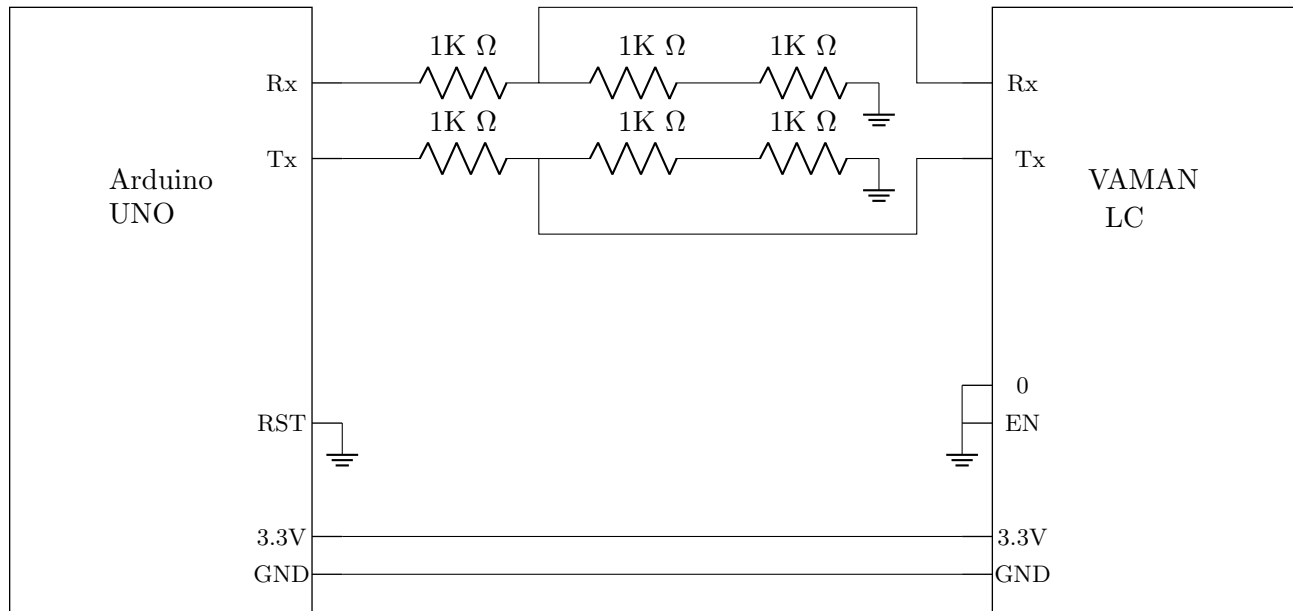 1K Ω 1K Ω 1K Ω
Rx Rx
1K Ω 1K Ω 1K Ω
Tx Tx
Arduino
UNO
VAMAN
LC
0
RST EN
3.3V 3.3V
GND GND